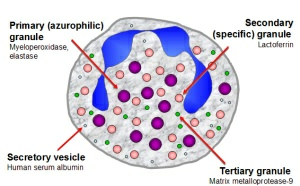 Primary (azurophilic)
granule
Myeloperoxidase,
elastase
Secondary
(specific) granule
Lactoferrin
Secretory vesicle
Human serum albumin
Tertiary granule
Matrix metalloprotease-9